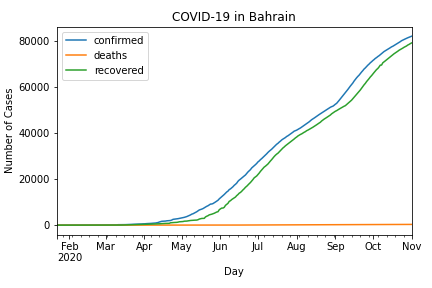 COVID-19 in Bahrain
confirmed
deaths
recovered
Number of Cases
80000
60000
40000
20000
0
Feb Mar Apr May Jun Jul Aug Sep Oct Nov
2020
Day